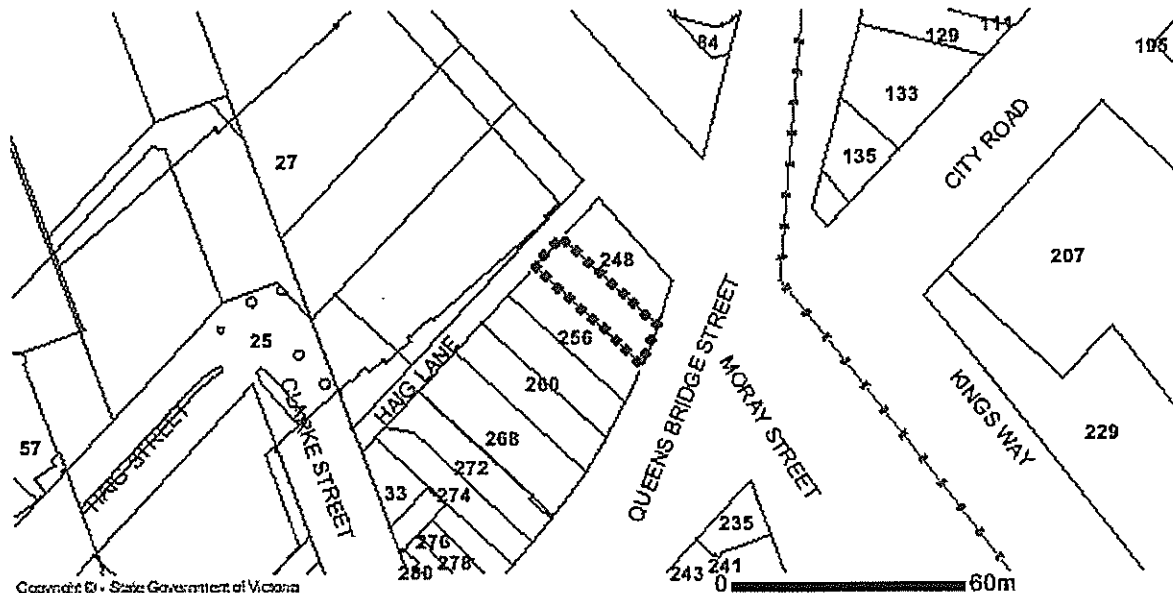 84
129
111
195
133
135
CITY ROAD
27
248
207
256
25
200
HAIG LANE
QUEENS BRIDGE STREET
MORAY STREET
KINGS WAY
229
HAIG STREET
CLARKE STREET
57
268
272
33
274
276
278
280
235
241
243
0
60m
Copyright © - State Government of Victoria